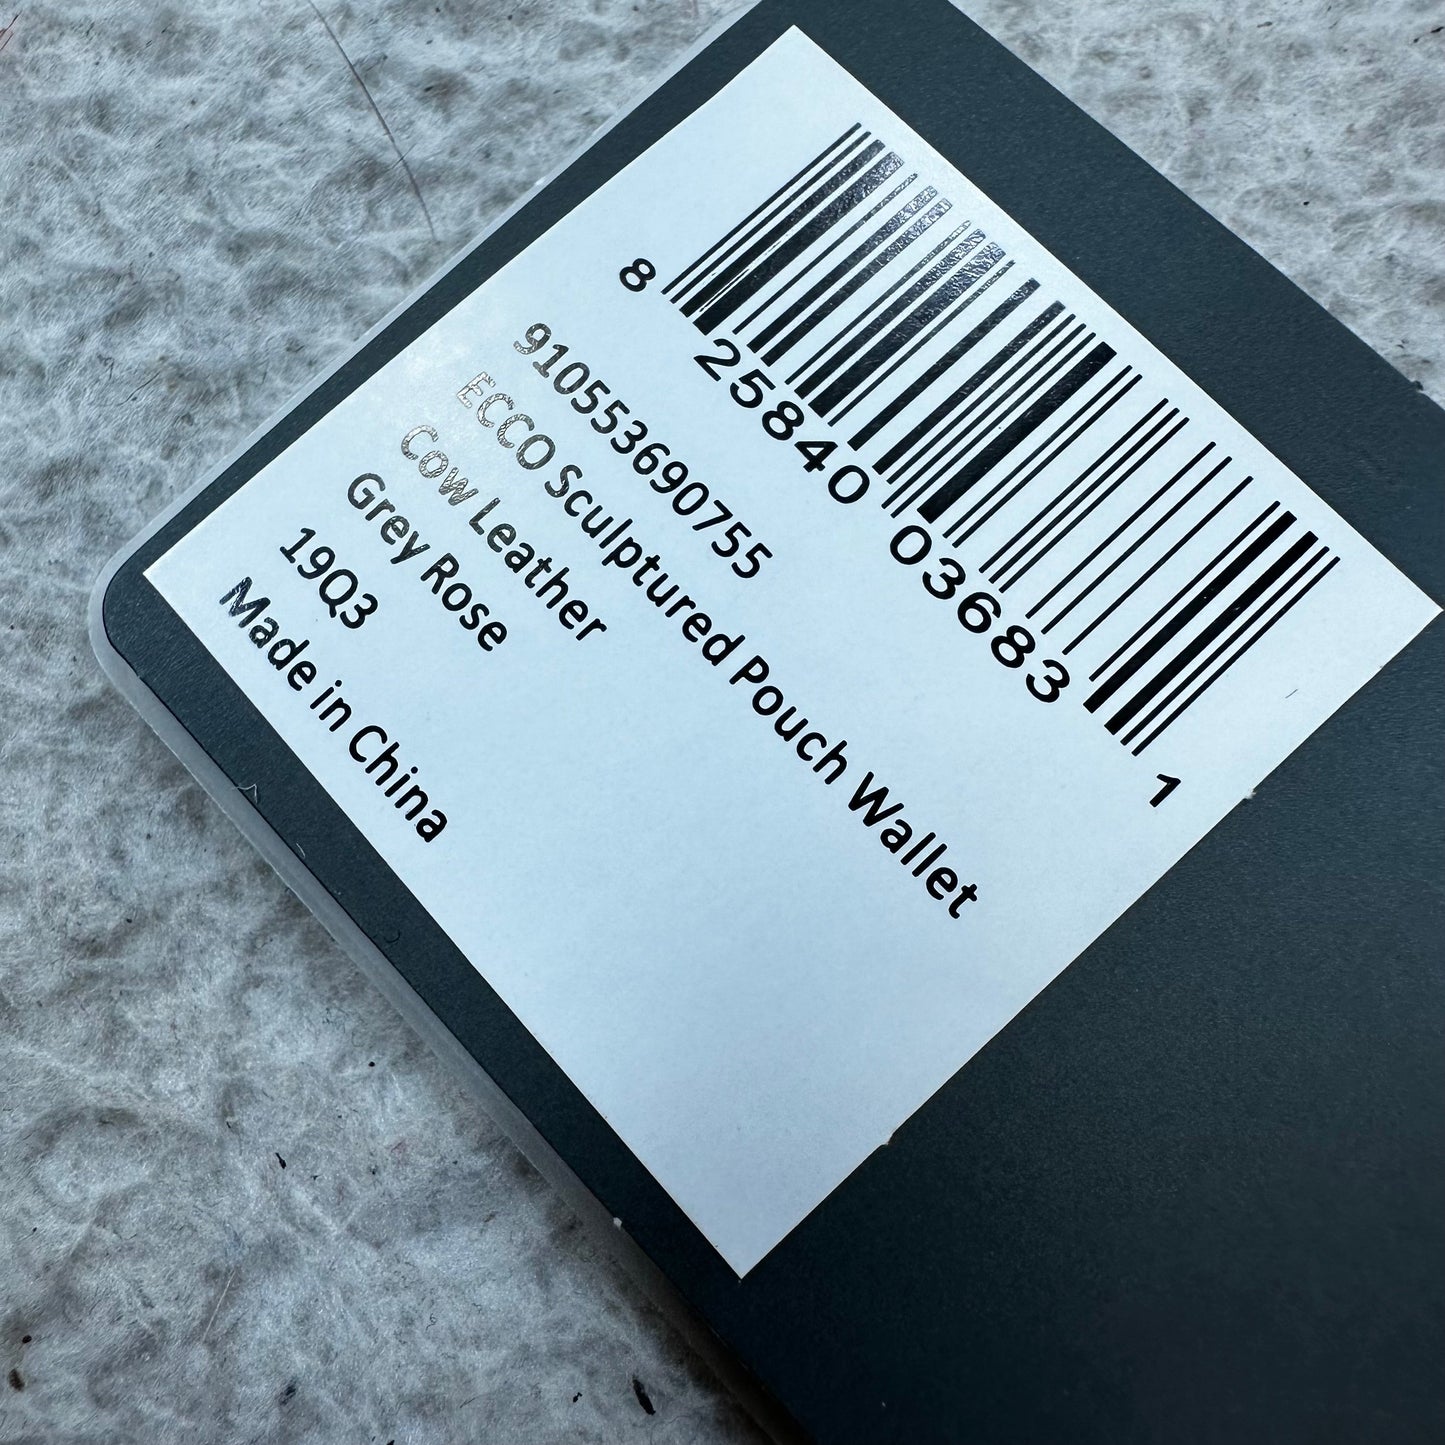 8 25840 03683 1
910553690755
ECCO Sculptured Pouch Wallet
Cow Leather
Grey Rose
19Q3
Made in China